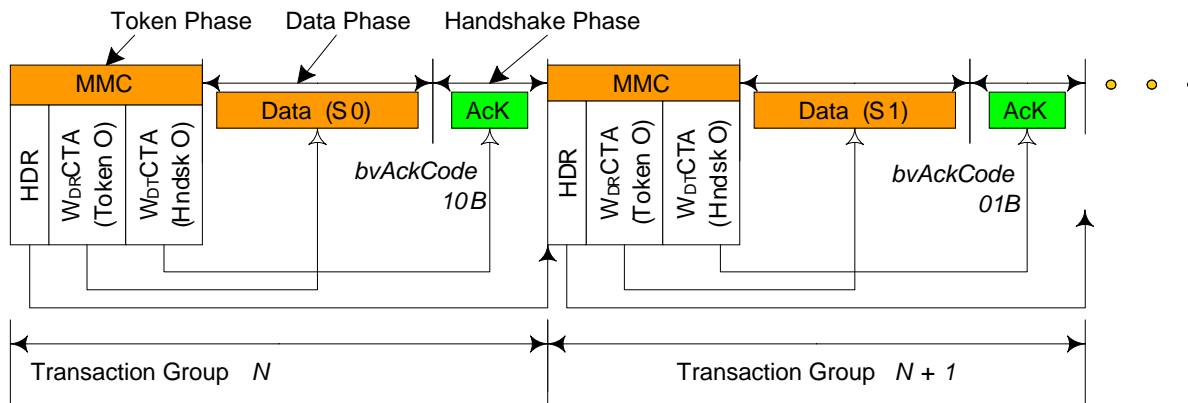 Token Phase Data Phase Handshake Phase
MMC
Data (S0)
AcK
MMC
Data (S1)
AcK
HDR
WDRCTA
(Token O)
WDTCTA
(Hndsk O)
bvAckCode
10B
HDR
WDRCTA
(Token O)
WDTCTA
(Hndsk O)
bvAckCode
01B
Transaction Group N
Transaction Group N + 1